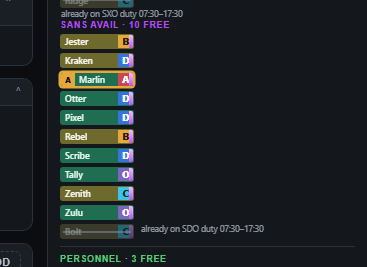 already on SXO duty 07:30–17:30
SANS AVAIL · 10 FREE
Jester B
Kraken D
A Marlin A
Otter D
Pixel D
Rebel B
Scribe D
Tally O
Zenith C
Zulu O
Bolt C already on SDO duty 07:30–17:30
PERSONNEL · 3 FREE